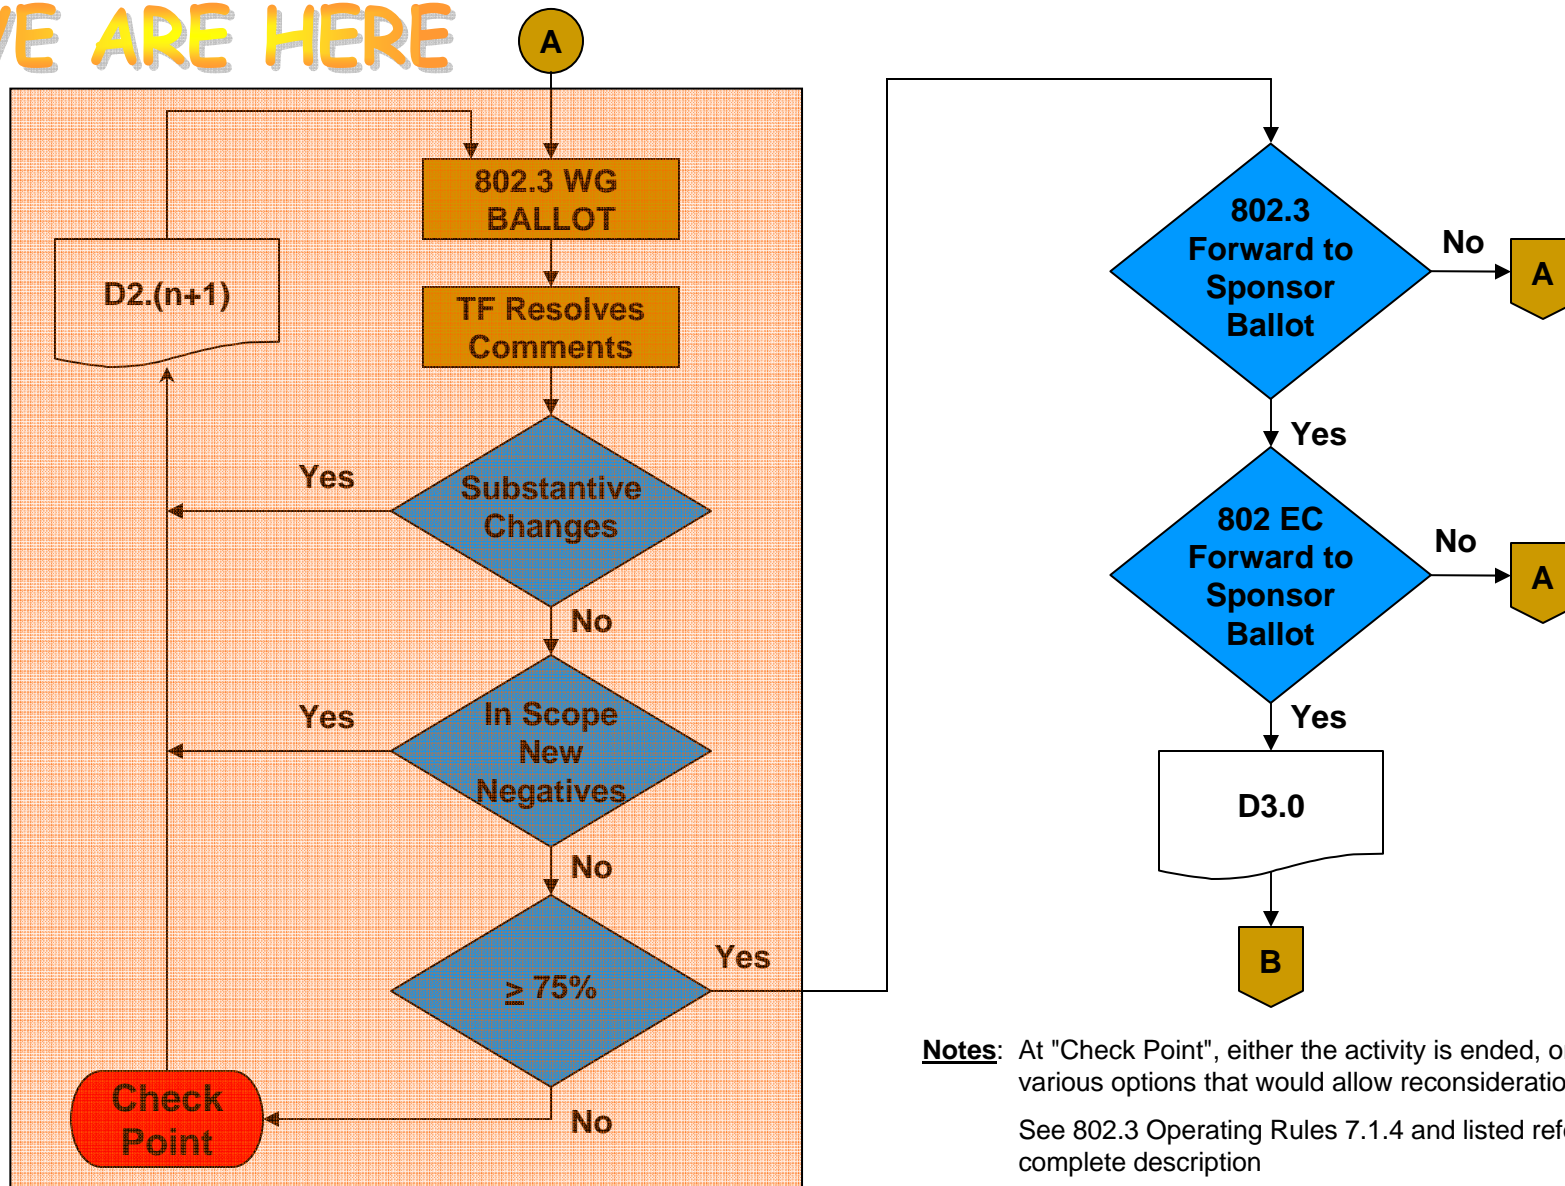 WE ARE HERE
A
802.3 WG
BALLOT
D2.(n+1)
TF Resolves
Comments
Yes
Substantive
Changes
No
Yes
In Scope
New
Negatives
No
Yes
≥ 75%
Check
Point
No
802.3
Forward to
Sponsor
Ballot
No
A
Yes
802 EC
Forward to
Sponsor
Ballot
No
A
Yes
D3.0
B
Notes: At "Check Point", either the activity is ended, or
various options that would allow
See 802.3 Operating Rules 7.1.4 and listed
complete description